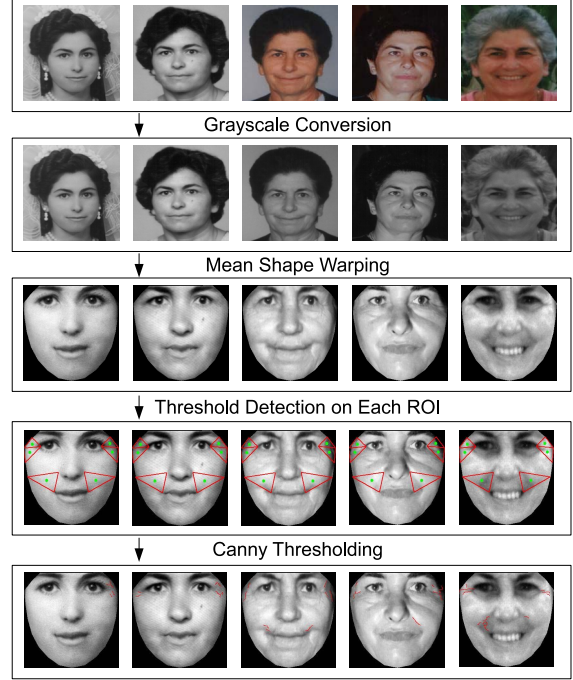 Grayscale Conversion
Mean Shape Warping
Threshold Detection on Each ROI
Canny Thresholding